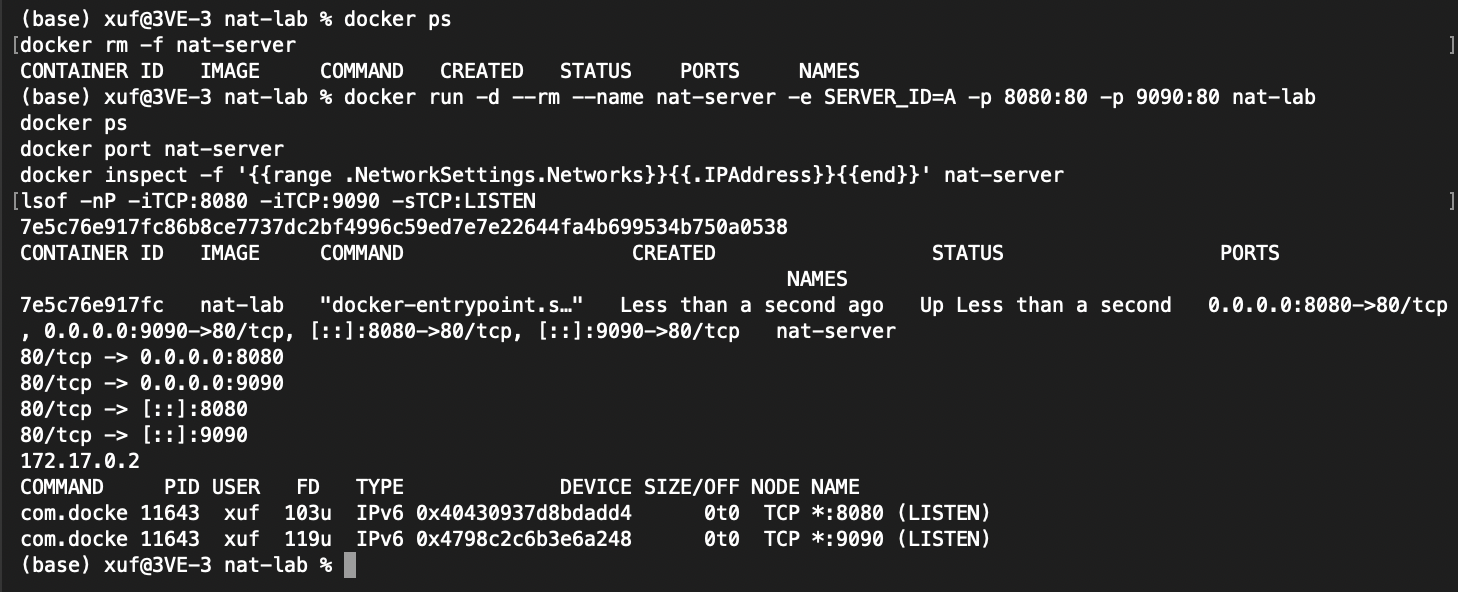 (base) xuf@3VE-3 nat-lab % docker ps
[docker rm -f nat-server ]
CONTAINER ID   IMAGE     COMMAND   CREATED   STATUS    PORTS     NAMES
(base) xuf@3VE-3 nat-lab % docker run -d --rm --name nat-server -e SERVER_ID=A -p 8080:80 -p 9090:80 nat-lab
docker ps
docker port nat-server
docker inspect -f '{{range .NetworkSettings.Networks}}{{.IPAddress}}{{end}}' nat-server
[lsof -nP -iTCP:8080 -iTCP:9090 -sTCP:LISTEN ]
7e5c76e917fc86b8ce7737dc2bf4996c59ed7e7e22644fa4b699534b750a0538
CONTAINER ID   IMAGE     COMMAND                   CREATED                  STATUS                  PORTS
NAMES
7e5c76e917fc   nat-lab   "docker-entrypoint.s…"   Less than a second ago   Up Less than a second   0.0.0.0:8080->80/tcp
, 0.0.0.0:9090->80/tcp, [::]:8080->80/tcp, [::]:9090->80/tcp   nat-server
80/tcp -> 0.0.0.0:8080
80/tcp -> 0.0.0.0:9090
80/tcp -> [::]:8080
80/tcp -> [::]:9090
172.17.0.2
COMMAND     PID USER   FD   TYPE             DEVICE SIZE/OFF NODE NAME
com.docke 11643  xuf  103u  IPv6 0x40430937d8bdadd4      0t0  TCP *:8080 (LISTEN)
com.docke 11643  xuf  119u  IPv6 0x4798c2c6b3e6a248      0t0  TCP *:9090 (LISTEN)
(base) xuf@3VE-3 nat-lab %